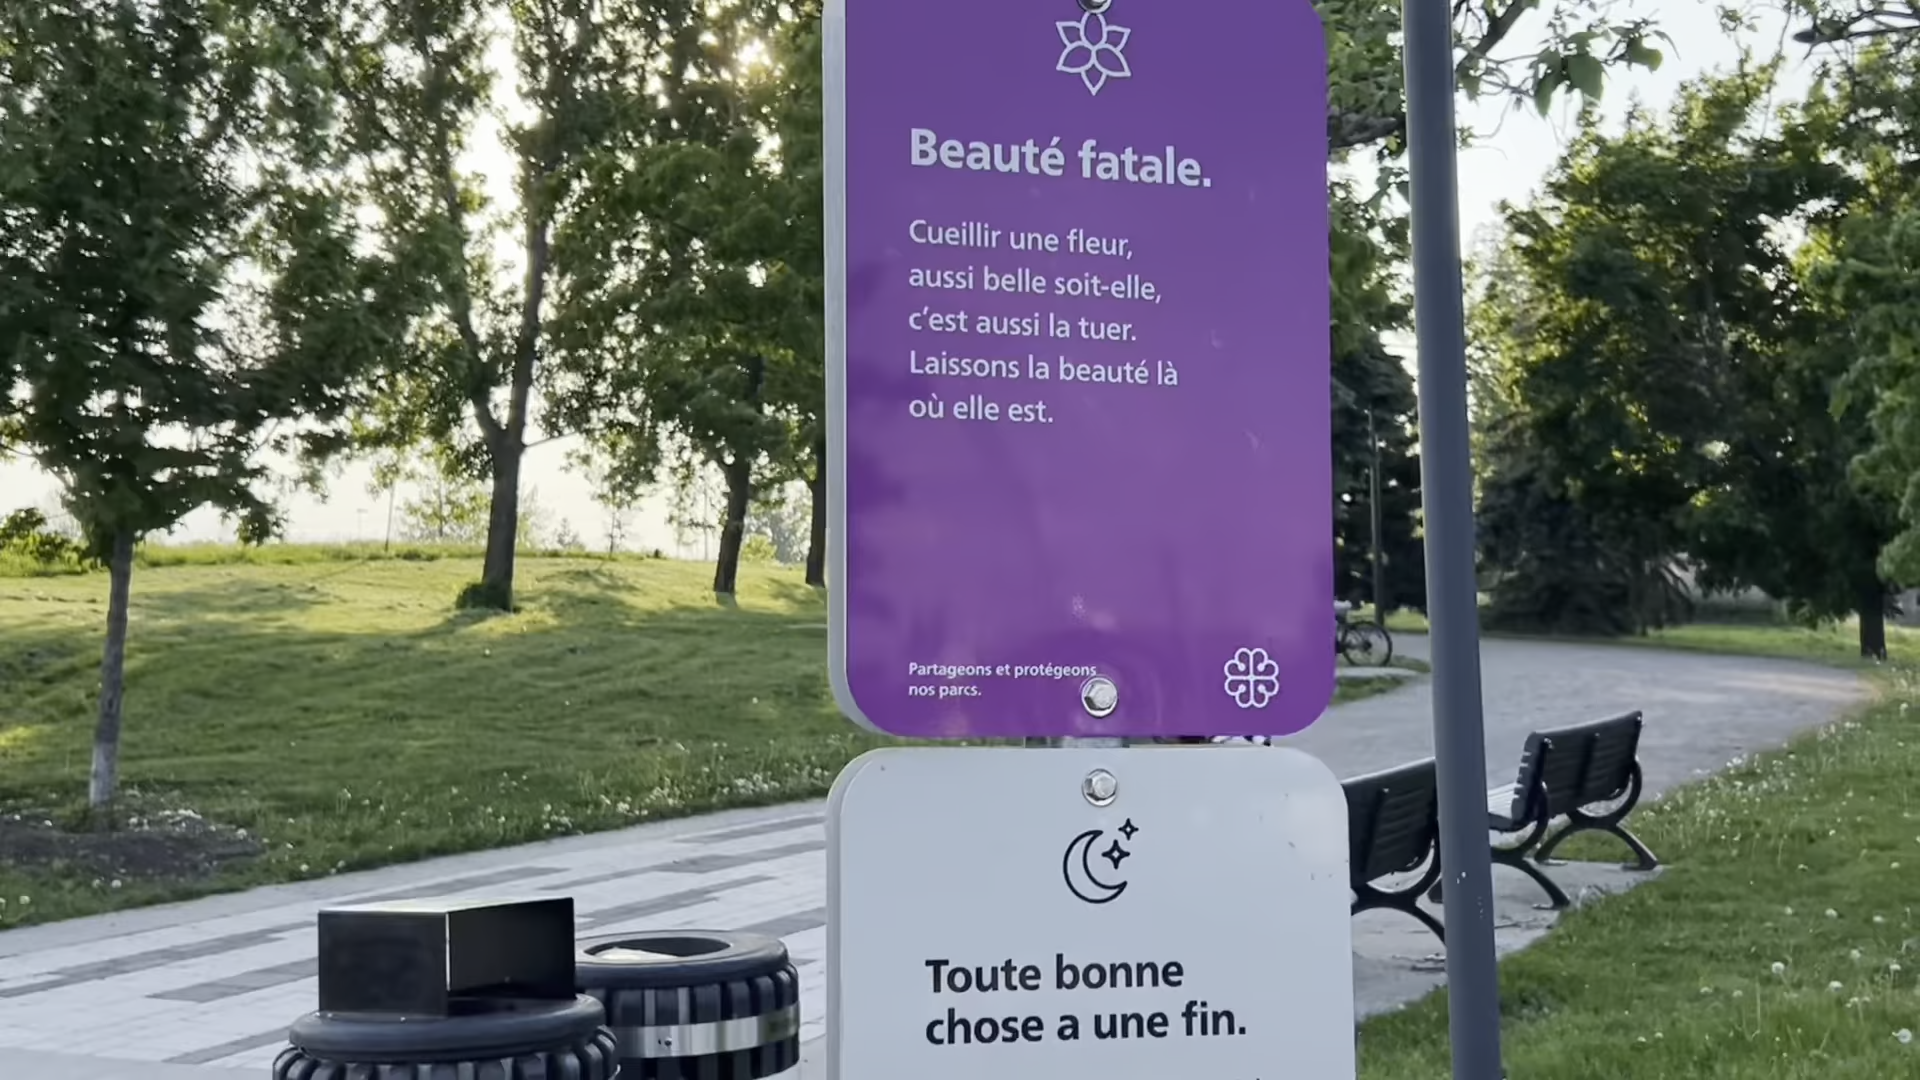 Beauté fatale.
Cueillir une fleur,
aussi belle soit-elle,
c'est aussi la tuer.
Laissons la beauté là
où elle est.
Partageons et protégeons
nos parcs.
Toute bonne
chose a une fin.